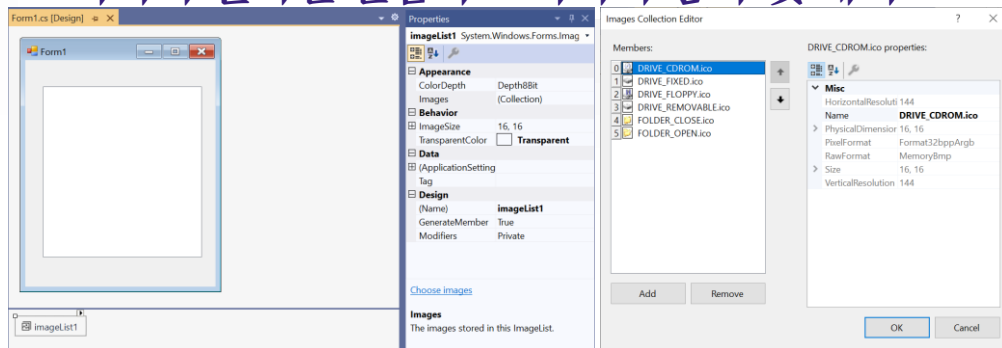 Form1.cs [Design]
Form1
imageList1
Properties
imageList1 System.Windows.Forms.Imag
Appearance
ColorDepth Depth8Bit
Images (Collection)
Behavior
ImageSize 16, 16
TransparentColor Transparent
Data
(ApplicationSetting
Tag
Design
(Name) imageList1
GenerateMember True
Modifiers Private
Choose images
Images
The images stored in this ImageList.
Images Collection Editor ? X
Members:
0 DRIVE_CDROM.ico
1 DRIVE_FIXED.ico
2 DRIVE_FLOPPY.ico
3 DRIVE_REMOVABLE.ico
4 FOLDER_CLOSE.ico
5 FOLDER_OPEN.ico
Add Remove
DRIVE_CDROM.ico properties:
Misc
HorizontalResoluti 144
Name DRIVE_CDROM.ico
PhysicalDimensior 16, 16
PixelFormat Format32bppArgb
RawFormat MemoryBmp
Size 16, 16
VerticalResolution 144
OK Cancel